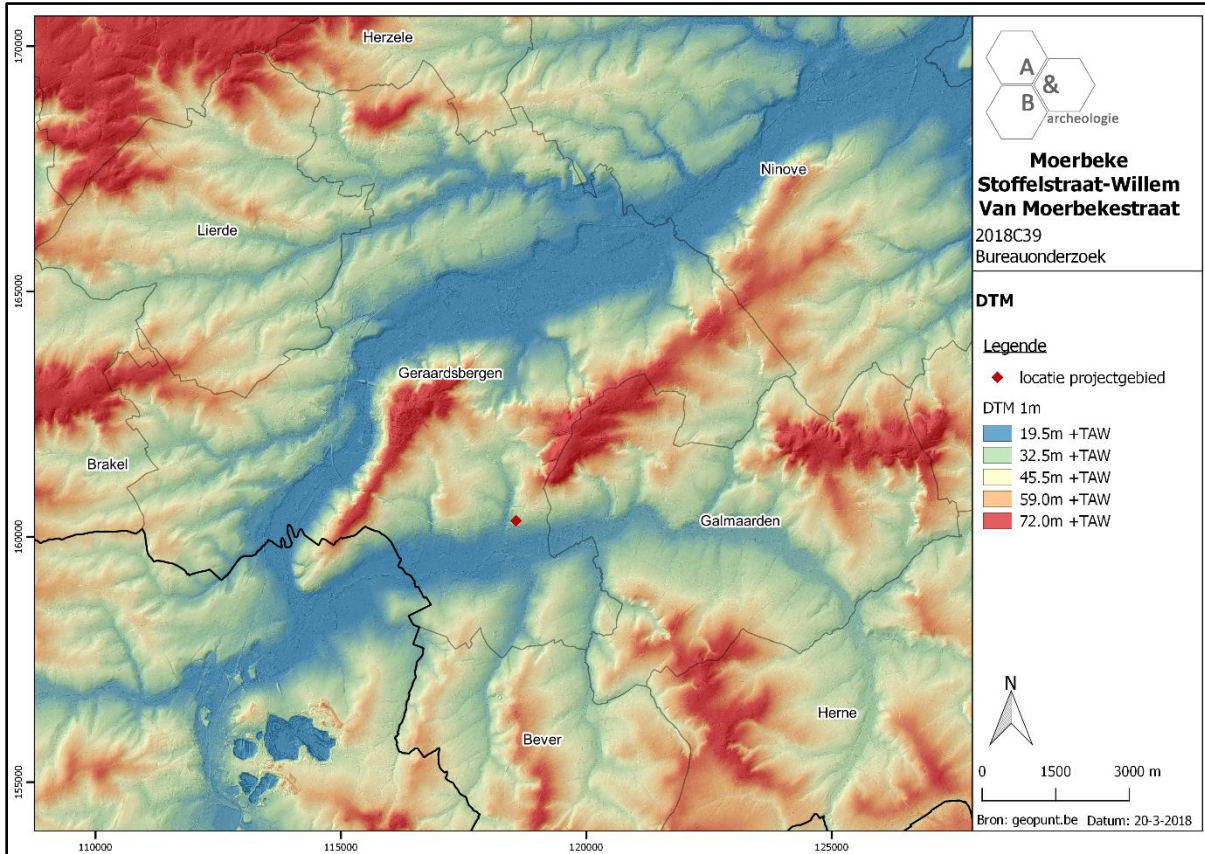 Herzele
Ninove
Lierde
Geraardsbergen
Brakel
Galmaarden
Herne
Bever
170000
165000
160000
155000
110000
115000
120000
125000
A
&
B
archeologie
Moerbeke
Stoffelstraat-Willem
Van Moerbekestraat
2018C39
Bureauonderzoek
DTM
Legende
locatie projectgebied
DTM 1m
19.5m +TAW
32.5m +TAW
45.5m +TAW
59.0m +TAW
72.0m +TAW
N
0 1500 3000 m
Bron: geopunt.be Datum: 20-3-2018